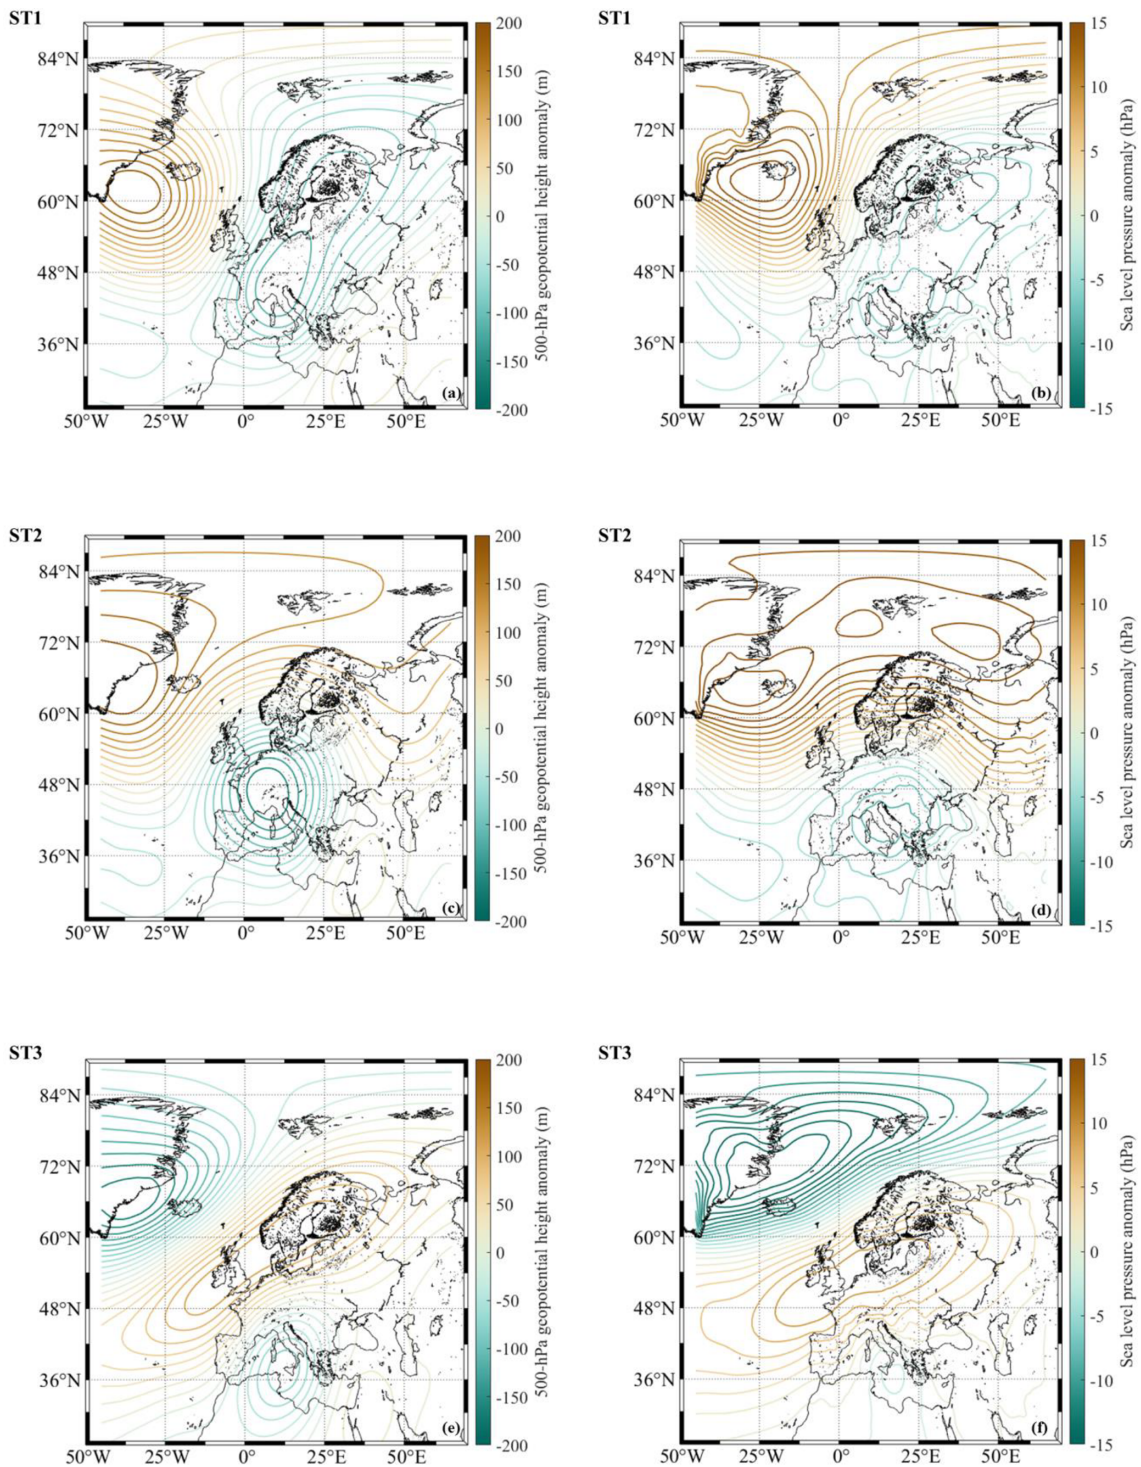 ST1
84°N
72°N
60°N
48°N
36°N
50°W 25°W 0° 25°E 50°E
(a)
200
150
100
50
0
-50
-100
-150
-200
500-hPa geopotential height anomaly (m)
ST1
84°N
72°N
60°N
48°N
36°N
50°W 25°W 0° 25°E 50°E
(b)
15
10
5
0
-5
-10
-15
Sea level pressure anomaly (hPa)
ST2
84°N
72°N
60°N
48°N
36°N
50°W 25°W 0° 25°E 50°E
(c)
200
150
100
50
0
-50
-100
-150
-200
500-hPa geopotential height anomaly (m)
ST2
84°N
72°N
60°N
48°N
36°N
50°W 25°W 0° 25°E 50°E
(d)
15
10
5
0
-5
-10
-15
Sea level pressure anomaly (hPa)
ST3
84°N
72°N
60°N
48°N
36°N
50°W 25°W 0° 25°E 50°E
(e)
200
150
100
50
0
-50
-100
-150
-200
500-hPa geopotential height anomaly (m)
ST3
84°N
72°N
60°N
48°N
36°N
50°W 25°W 0° 25°E 50°E
(f)
15
10
5
0
-5
-10
-15
Sea level pressure anomaly (hPa)